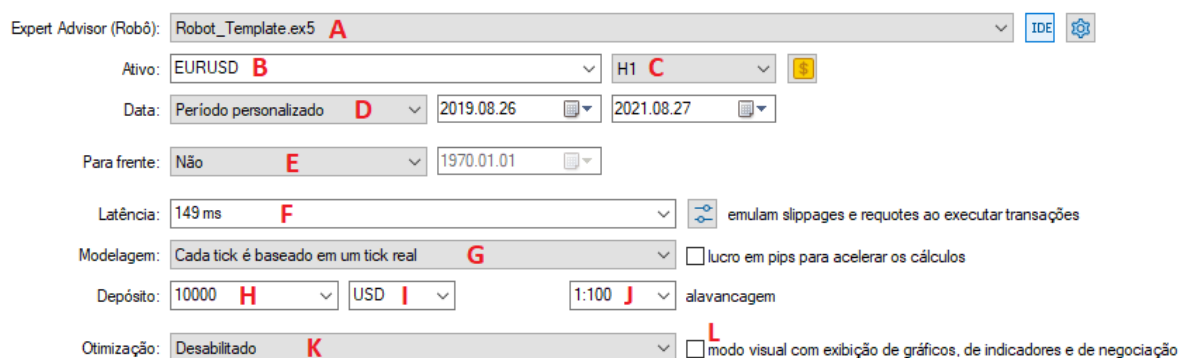 Expert Advisor (Robô): Robot_Template.ex5 A IDE
Ativo: EURUSD B H1 C $
Data: Período personalizado D 2019.08.26 2021.08.27
Para frente: Não E 1970.01.01
Latência: 149 ms F emulam slippages e requotes ao executar transações
Modelagem: Cada tick é baseado em um tick real G lucro em pips para acelerar os cálculos
Depósito: 10000 H USD I 1:100 J alavancagem
L
Otimização: Desabilitado K modo visual com exibição de gráficos, de indicadores e de negociação